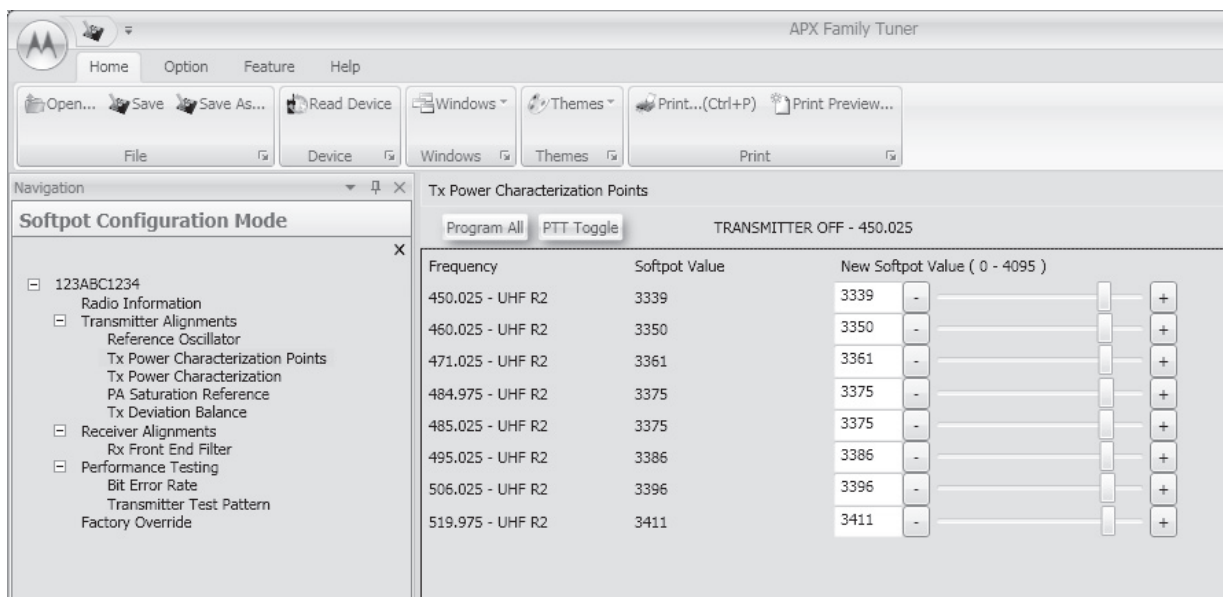 APX Family Tuner
Home Option Feature Help
Open... Save Save As... Read Device Windows Themes Print...(Ctrl+P) Print Preview...
File Device Windows Themes Print
Navigation
Softpot Configuration Mode
123ABC1234
Radio Information
Transmitter Alignments
Reference Oscillator
Tx Power Characterization Points
Tx Power Characterization
PA Saturation Reference
Tx Deviation Balance
Receiver Alignments
Rx Front End Filter
Performance Testing
Bit Error Rate
Transmitter Test Pattern
Factory Override
Tx Power Characterization Points
Program All PTT Toggle TRANSMITTER OFF - 450.025
Frequency Softpot Value New Softpot Value ( 0 - 4095 )
450.025 - UHF R2 3339 3339 - +
460.025 - UHF R2 3350 3350 - +
471.025 - UHF R2 3361 3361 - +
484.975 - UHF R2 3375 3375 - +
485.025 - UHF R2 3375 3375 - +
495.025 - UHF R2 3386 3386 - +
506.025 - UHF R2 3396 3396 - +
519.975 - UHF R2 3411 3411 - +